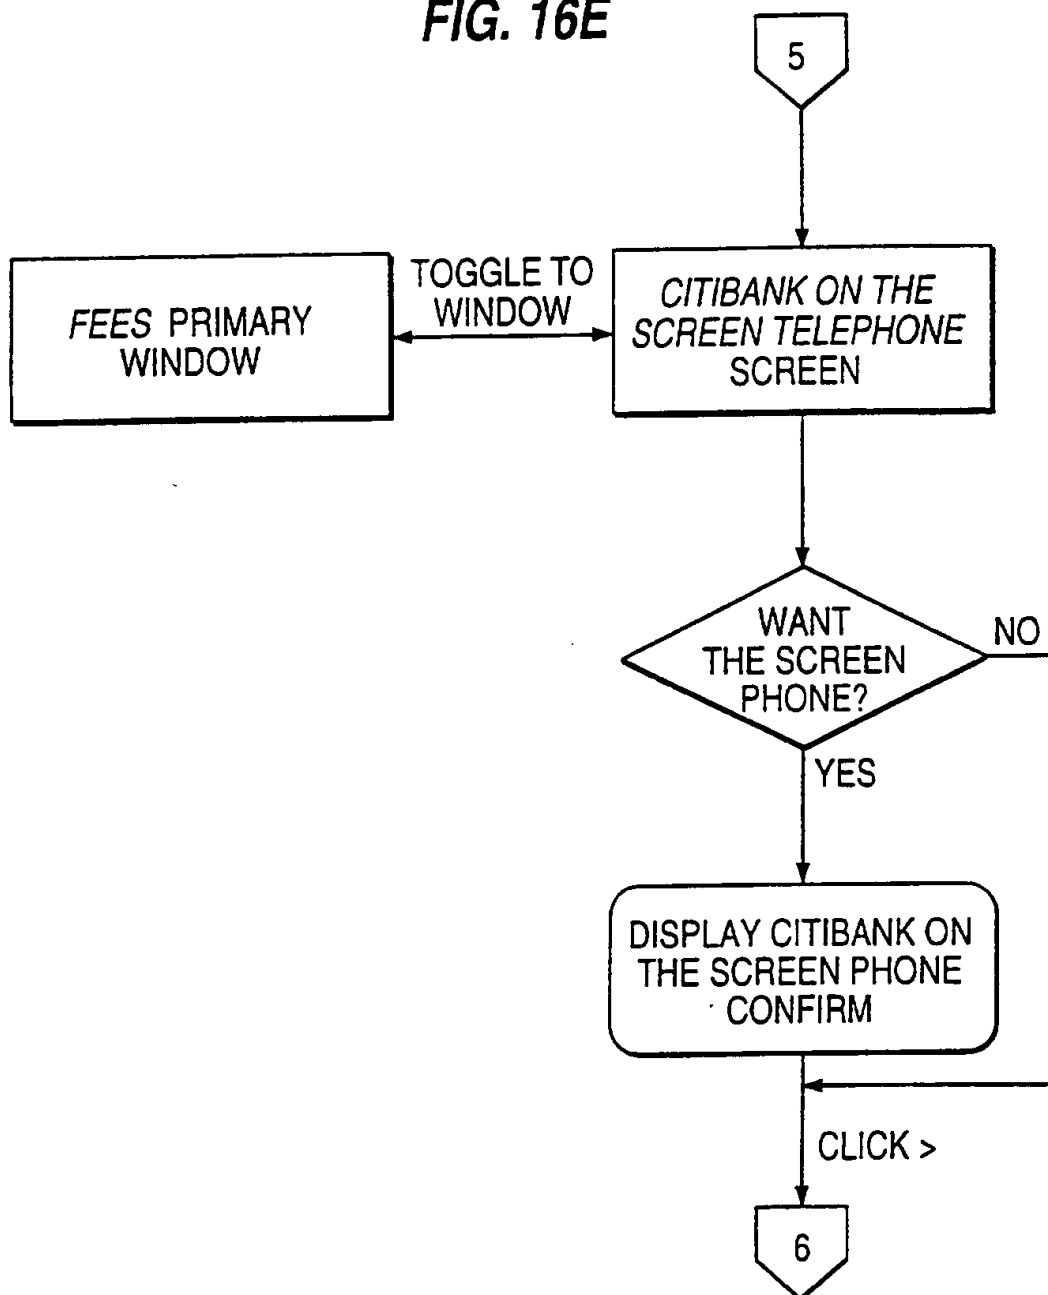 FIG. 16E
5
TOGGLE TO
WINDOW
FEES PRIMARY
WINDOW
CITIBANK ON THE
SCREEN TELEPHONE
SCREEN
WANT
THE SCREEN
PHONE?
NO
YES
DISPLAY CITIBANK ON
THE SCREEN PHONE
CONFIRM
CLICK >
6